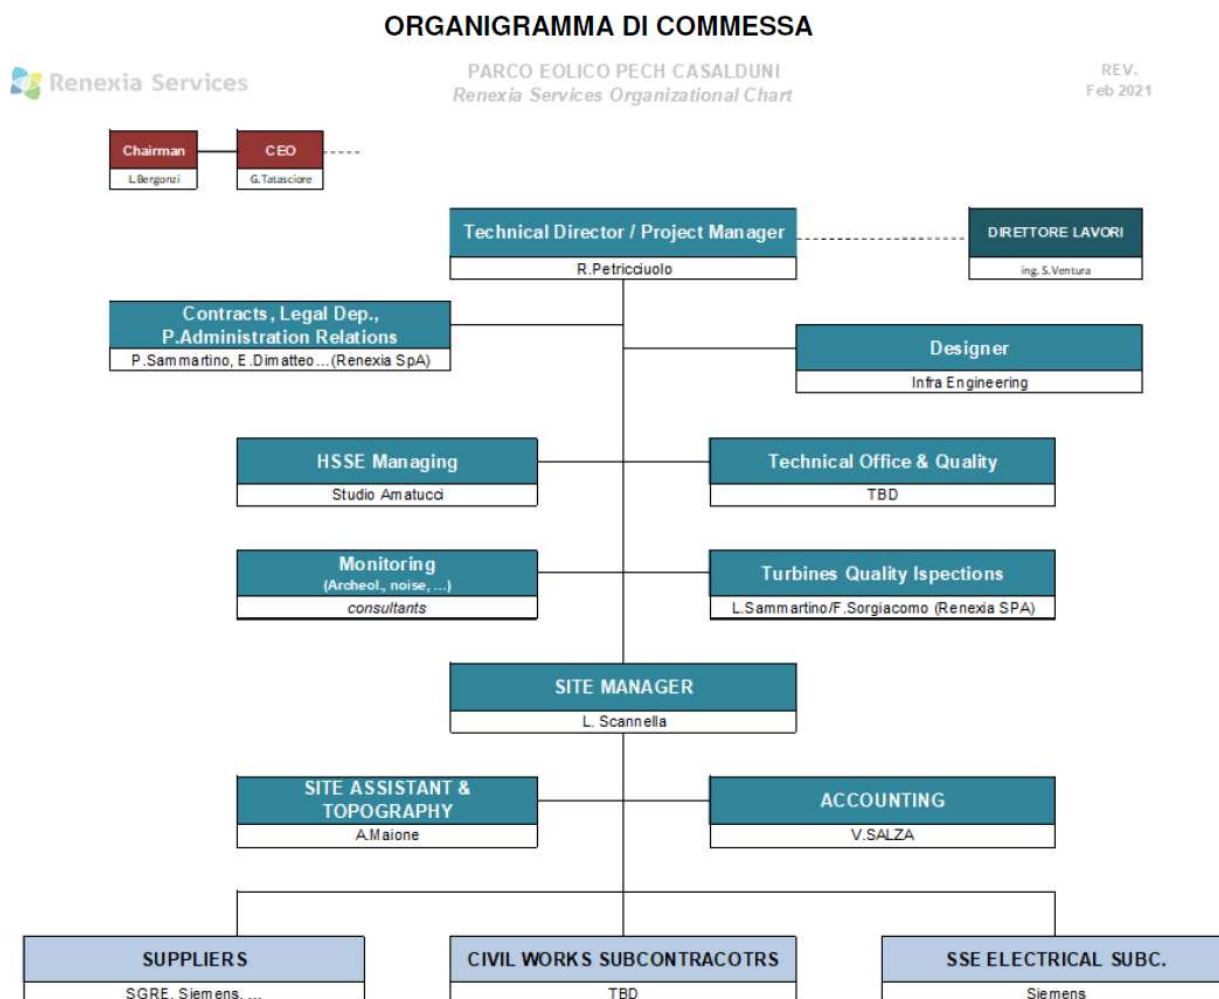 ORGANIGRAMMA DI COMMESSA
Renexia Services
PARCO EOLICO PECH CASALDUNI
Renexia Services Organizational Chart
REV.
Feb 2021
Chairman
L.Bergonzi
CEO
G.Tatasciore
Technical Director / Project Manager
R.Petricciuolo
DIRETTORE LAVORI
ing. S.Ventura
Contracts, Legal Dep.,
P.Administration Relations
P.Sammartino, E.Dimatteo...(Renexia SpA)
Designer
Infra Engineering
HSSE Managing
Studio Amatucci
Technical Office & Quality
TBD
Monitoring
(Archeol., noise, ...)
consultants
Turbines Quality Ispections
L.Sammartino/F.Sorgiacomo (Renexia SPA)
SITE MANAGER
L. Scannella
SITE ASSISTANT &
TOPOGRAPHY
A.Maione
ACCOUNTING
V.SALZA
SUPPLIERS
SGRE, Siemens, ...
CIVIL WORKS SUBCONTRACOTRS
TBD
SSE ELECTRICAL SUBC.
Siemens